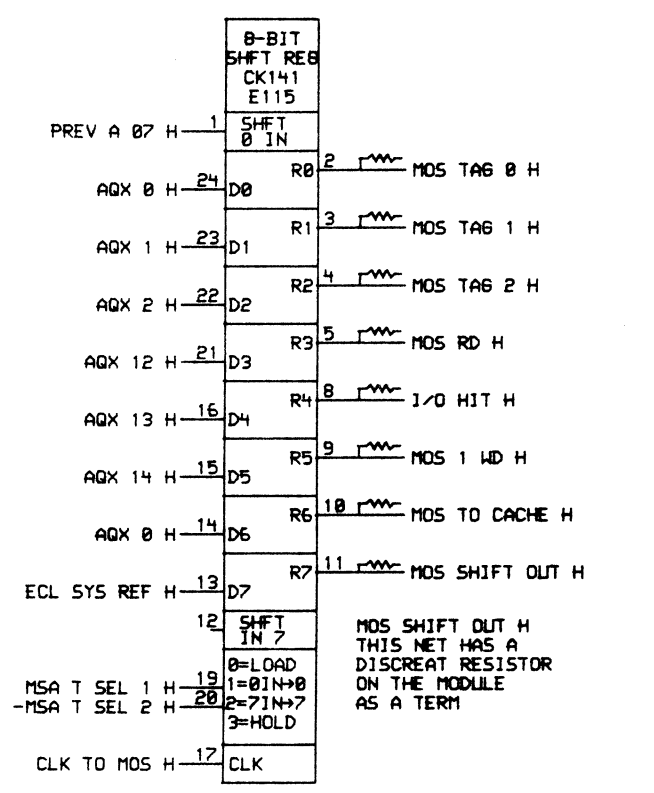 8-BIT
SHFT REG
CK141
E115
PREV A 07 H 1 SHFT
0 IN
R0 2 MOS TAG 0 H
AQX 0 H 24 D0
R1 3 MOS TAG 1 H
AQX 1 H 23 D1
R2 4 MOS TAG 2 H
AQX 2 H 22 D2
R3 5 MOS RD H
AQX 12 H 21 D3
R4 8 I/O HIT H
AQX 13 H 16 D4
R5 9 MOS 1 WD H
AQX 14 H 15 D5
R6 10 MOS TO CACHE H
AQX 0 H 14 D6
R7 11 MOS SHIFT OUT H
ECL SYS REF H 13 D7
12 SHFT
IN 7
MOS SHIFT OUT H
THIS NET HAS A
DISCREAT RESISTOR
ON THE MODULE
AS A TERM
0=LOAD
MSA T SEL 1 H 19 1=0IN→0
-MSA T SEL 2 H 20 2=7IN→7
3=HOLD
CLK TO MOS H 17 CLK